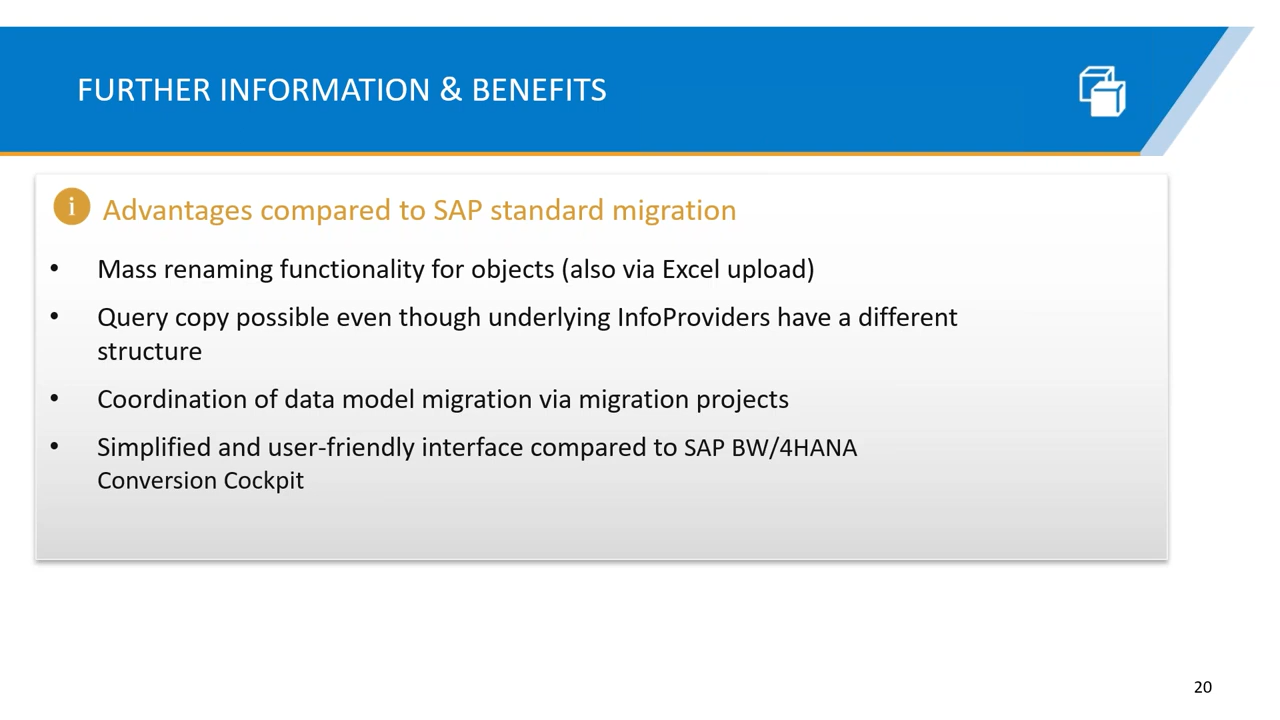 FURTHER INFORMATION & BENEFITS
i Advantages compared to SAP standard migration
• Mass renaming functionality for objects (also via Excel upload)
• Query copy possible even though underlying InfoProviders have a different
structure
• Coordination of data model migration via migration projects
• Simplified and user-friendly interface compared to SAP BW/4HANA
Conversion Cockpit
20